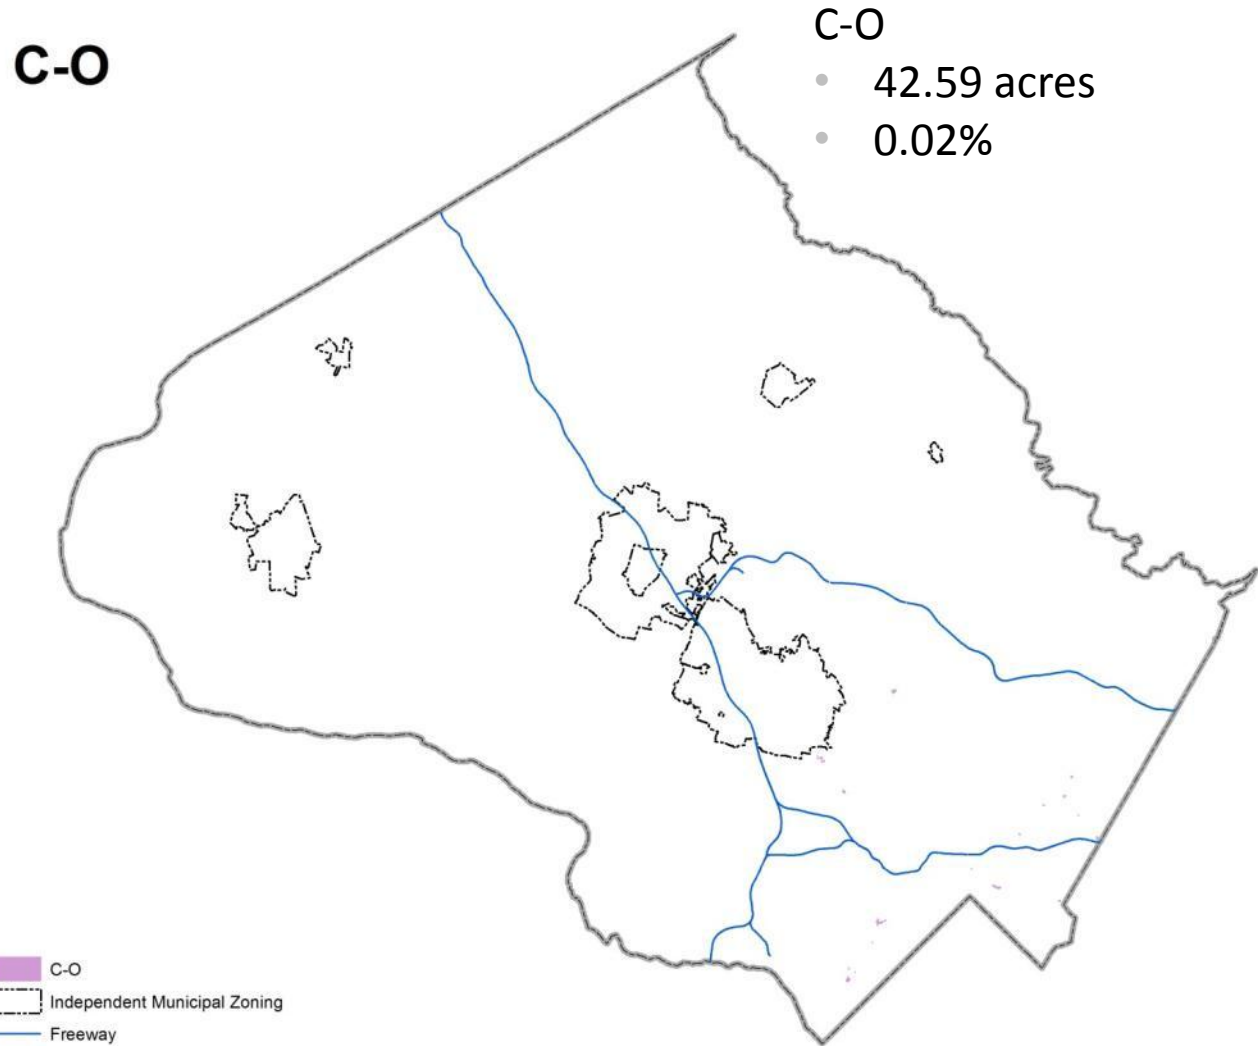 C-O
C-O
• 42.59 acres
• 0.02%
C-O
Independent Municipal Zoning
Freeway